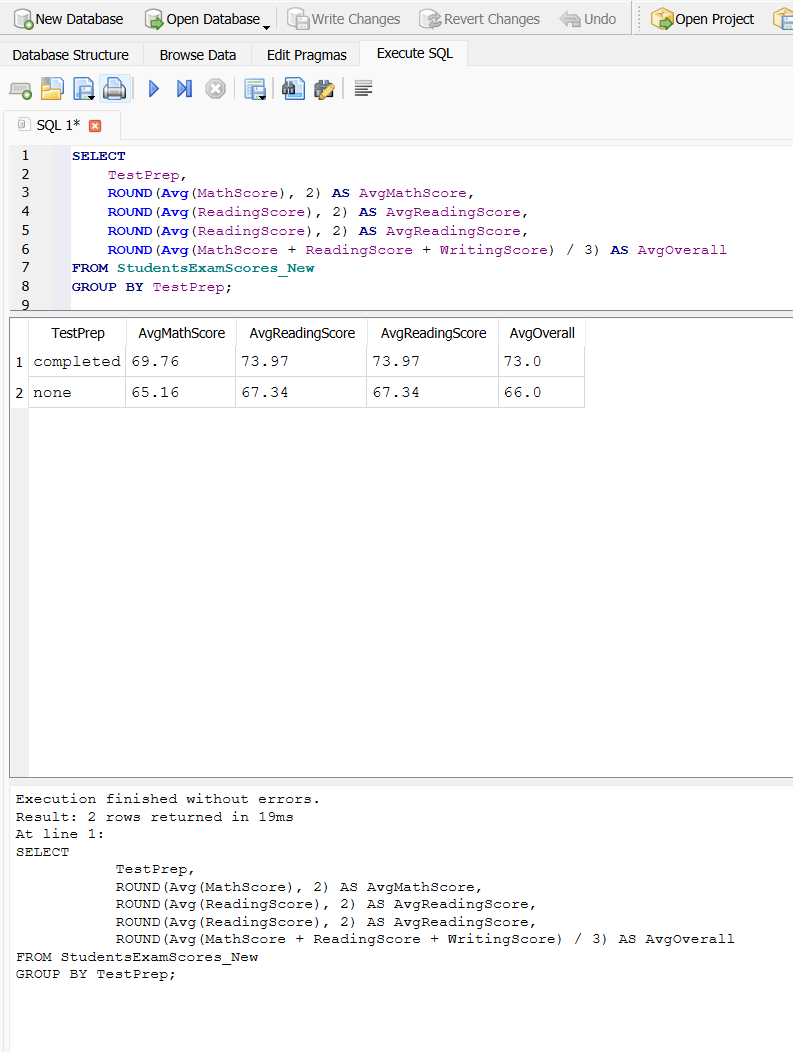 New Database Open Database Write Changes Revert Changes Undo Open Project
Database Structure Browse Data Edit Pragmas Execute SQL
SQL 1*
1 SELECT
2 TestPrep,
3 ROUND(Avg(MathScore), 2) AS AvgMathScore,
4 ROUND(Avg(ReadingScore), 2) AS AvgReadingScore,
5 ROUND(Avg(ReadingScore), 2) AS AvgReadingScore,
6 ROUND(Avg(MathScore + ReadingScore + WritingScore) / 3) AS AvgOverall
7 FROM StudentsExamScores_New
8 GROUP BY TestPrep;
9
TestPrep AvgMathScore AvgReadingScore AvgReadingScore AvgOverall
1 completed 69.76 73.97 73.97 73.0
2 none 65.16 67.34 67.34 66.0
Execution finished without errors.
Result: 2 rows returned in 19ms
At line 1:
SELECT
TestPrep,
ROUND(Avg(MathScore), 2) AS AvgMathScore,
ROUND(Avg(ReadingScore), 2) AS AvgReadingScore,
ROUND(Avg(ReadingScore), 2) AS AvgReadingScore,
ROUND(Avg(MathScore + ReadingScore + WritingScore) / 3) AS AvgOverall
FROM StudentsExamScores_New
GROUP BY TestPrep;